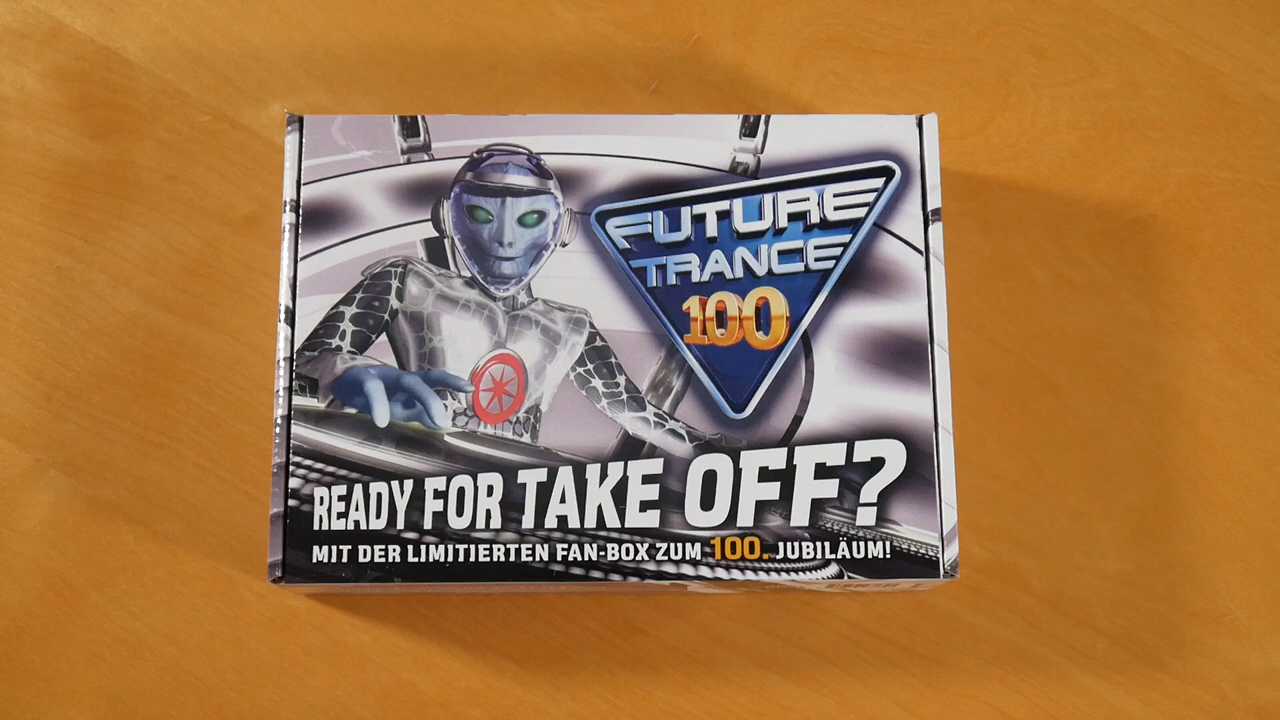 FUTURE
TRANCE
100
READY FOR TAKE OFF?
MIT DER LIMITIERTEN FAN-BOX ZUM 100. JUBILÄUM!